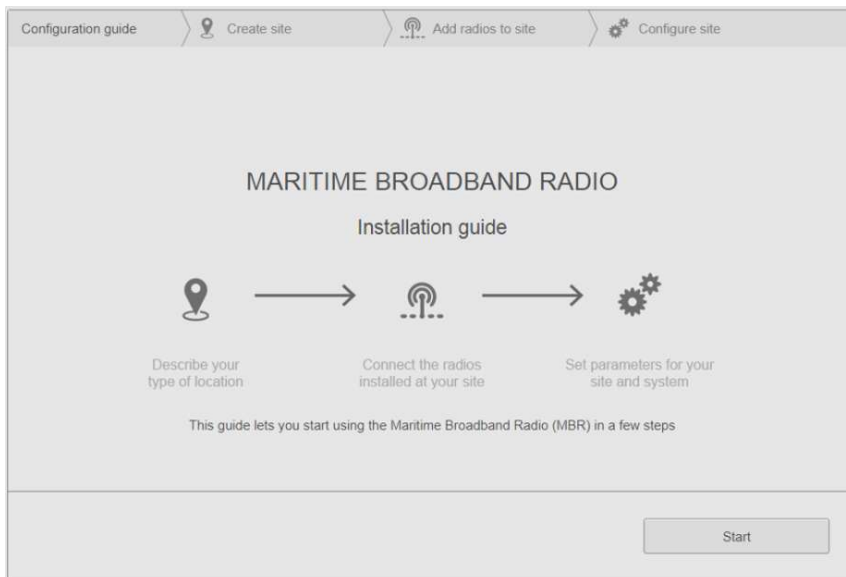 Configuration guide
Create site
Add radios to site
Configure site
MARITIME BROADBAND RADIO
Installation guide
Describe your
type of location
Connect the radios
installed at your site
Set parameters for your
site and system
This guide lets you start using the Maritime Broadband Radio (MBR) in a few steps
Start